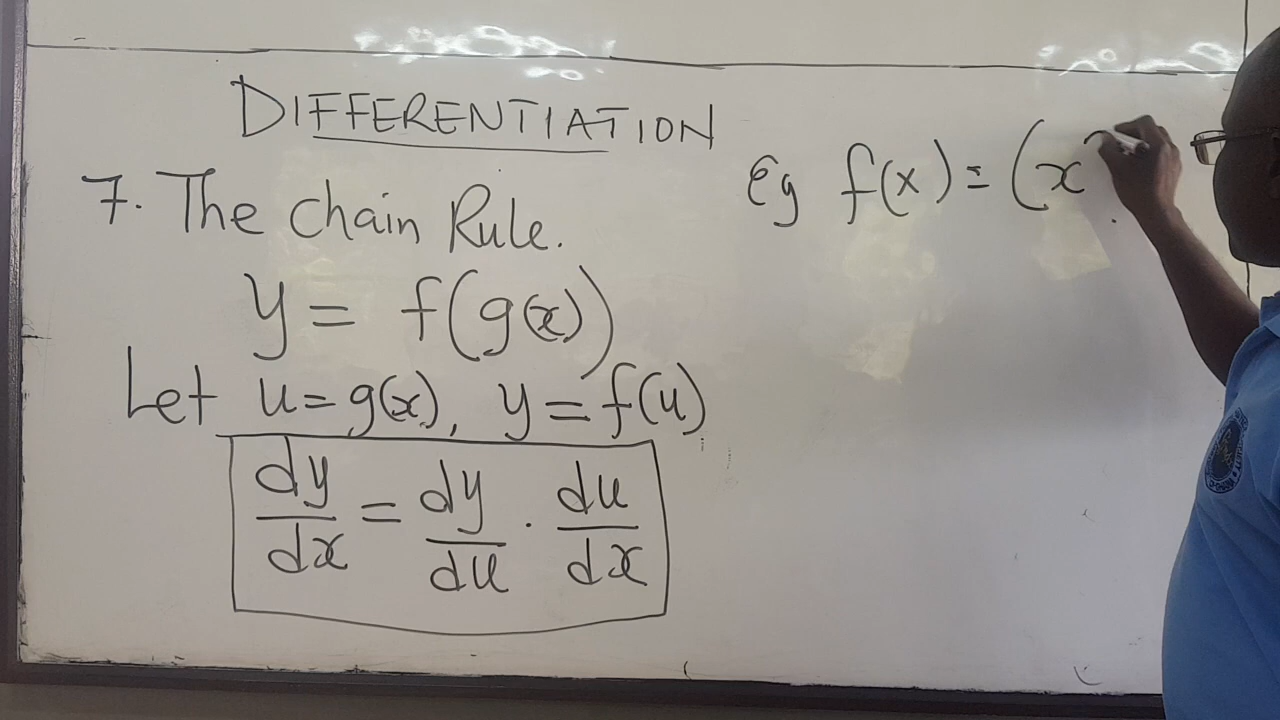 DIFFERENTIATION
7. The Chain Rule.
y = f(g(x))
Let u=g(x), y=f(u)
dy/dx = dy/du · du/dx
Eg f(x) = (x